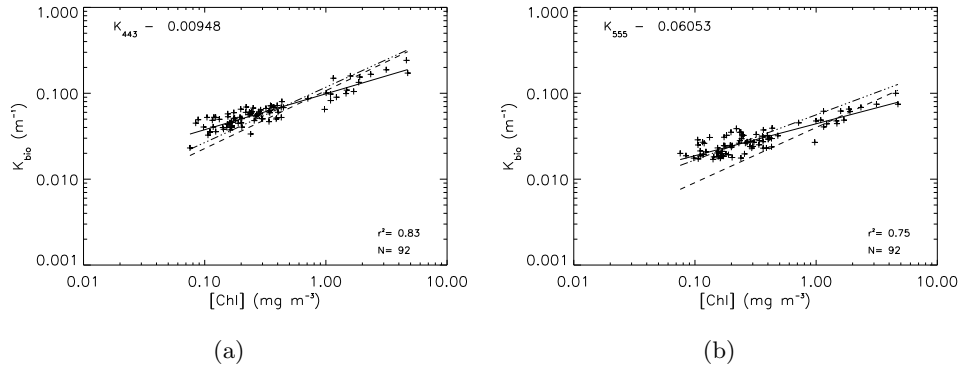 K₄₄₃ − 0.00948
1.000
0.100
0.010
0.001
K_bio (m⁻¹)
r²= 0.83
N= 92
0.01 0.10 1.00 10.00
[Chl] (mg m⁻³)
(a)
K₅₅₅ − 0.06053
1.000
0.100
0.010
0.001
K_bio (m⁻¹)
r²= 0.75
N= 92
0.01 0.10 1.00 10.00
[Chl] (mg m⁻³)
(b)